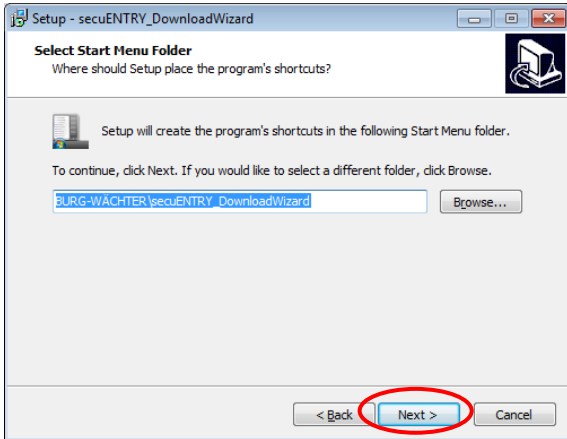 Setup - secuENTRY_DownloadWizard
Select Start Menu Folder
Where should Setup place the program's shortcuts?
Setup will create the program's shortcuts in the following Start Menu folder.
To continue, click Next. If you would like to select a different folder, click Browse.
BURG-WÄCHTER\secuENTRY_DownloadWizard
Browse...
< Back
Next >
Cancel